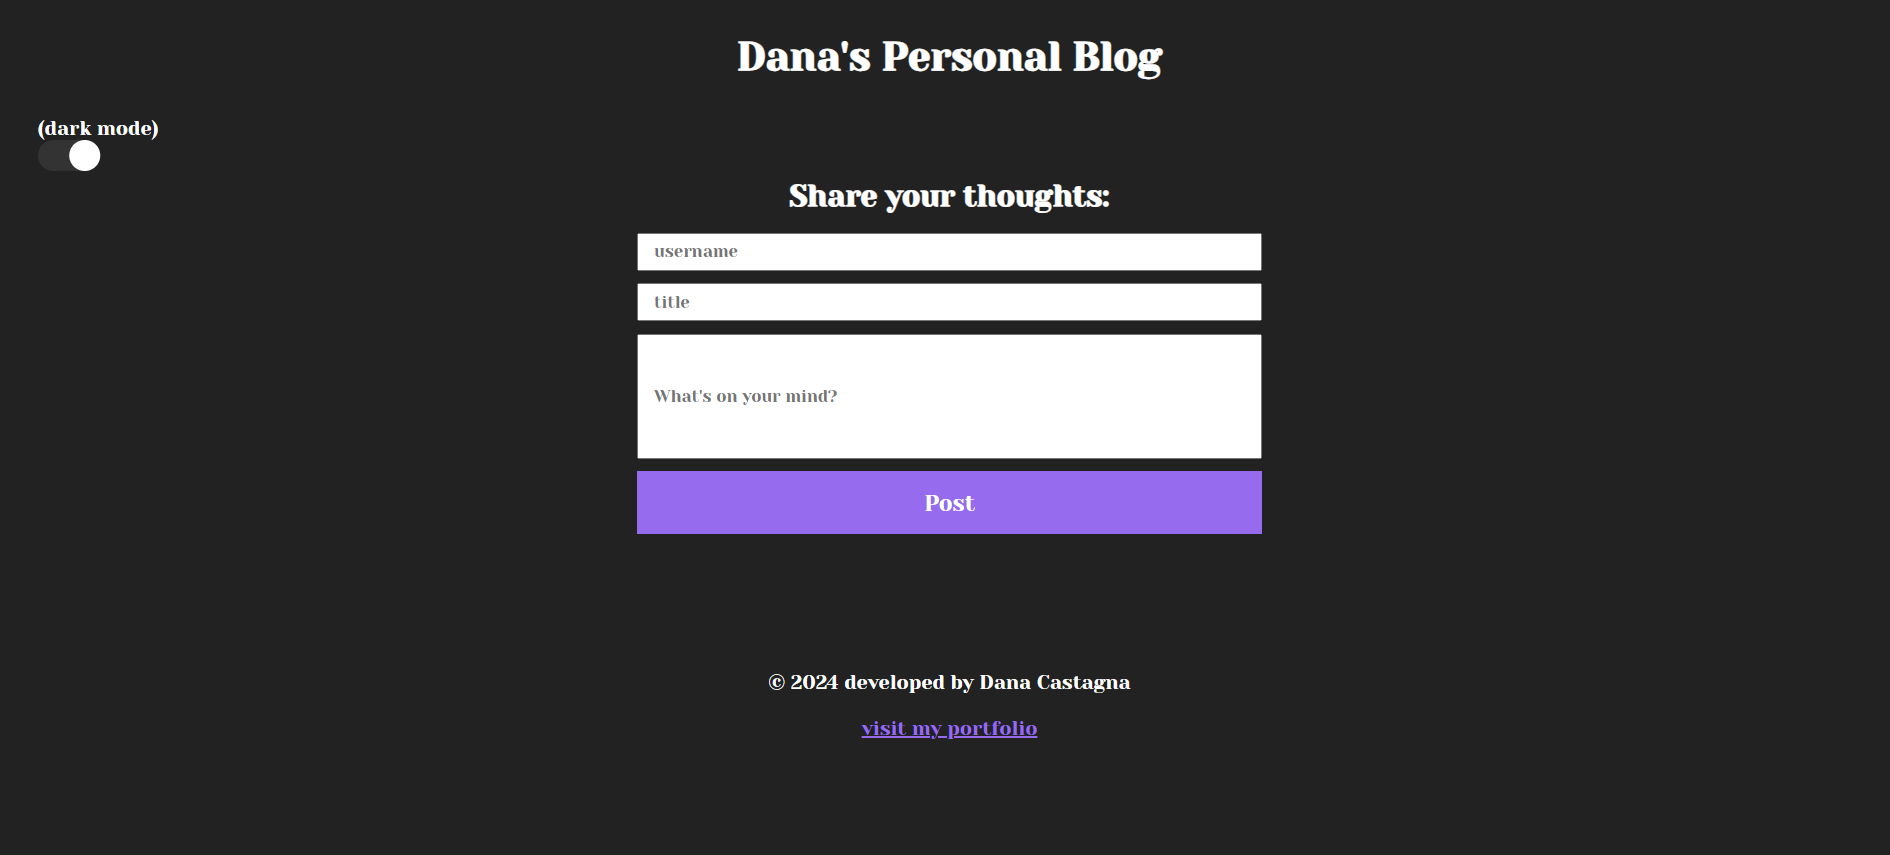 Dana's Personal Blog
(dark mode)
Share your thoughts:
username
title
What's on your mind?
Post
© 2024 developed by Dana Castagna
visit my portfolio